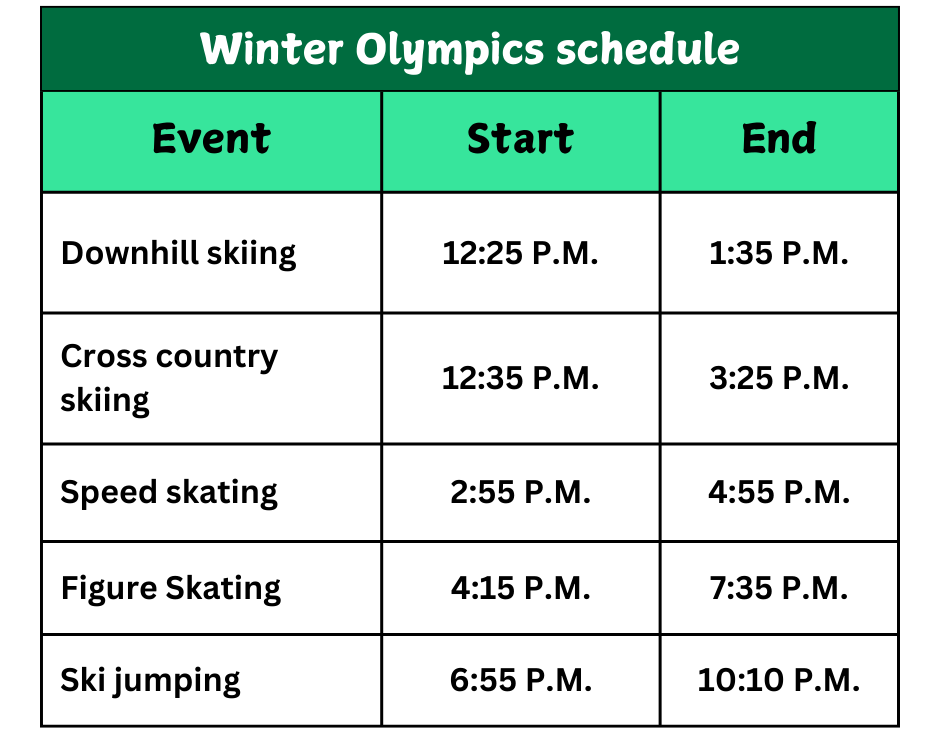 Winter Olympics schedule
Event Start End
Downhill skiing 12:25 P.M. 1:35 P.M.
Cross country
skiing 12:35 P.M. 3:25 P.M.
Speed skating 2:55 P.M. 4:55 P.M.
Figure Skating 4:15 P.M. 7:35 P.M.
Ski jumping 6:55 P.M. 10:10 P.M.